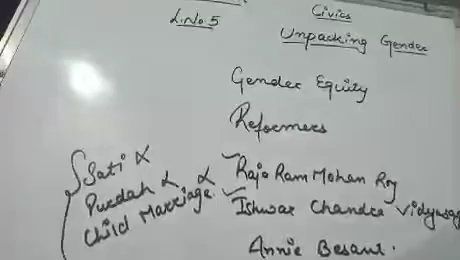 L.No.5
Civics
Unpacking Gender
Gender Equity
Reformers
Sati
Purdah
Child Marriage.
Raja Ram Mohan Roy
Ishwar Chandra Vidyasag
Annie Besant.